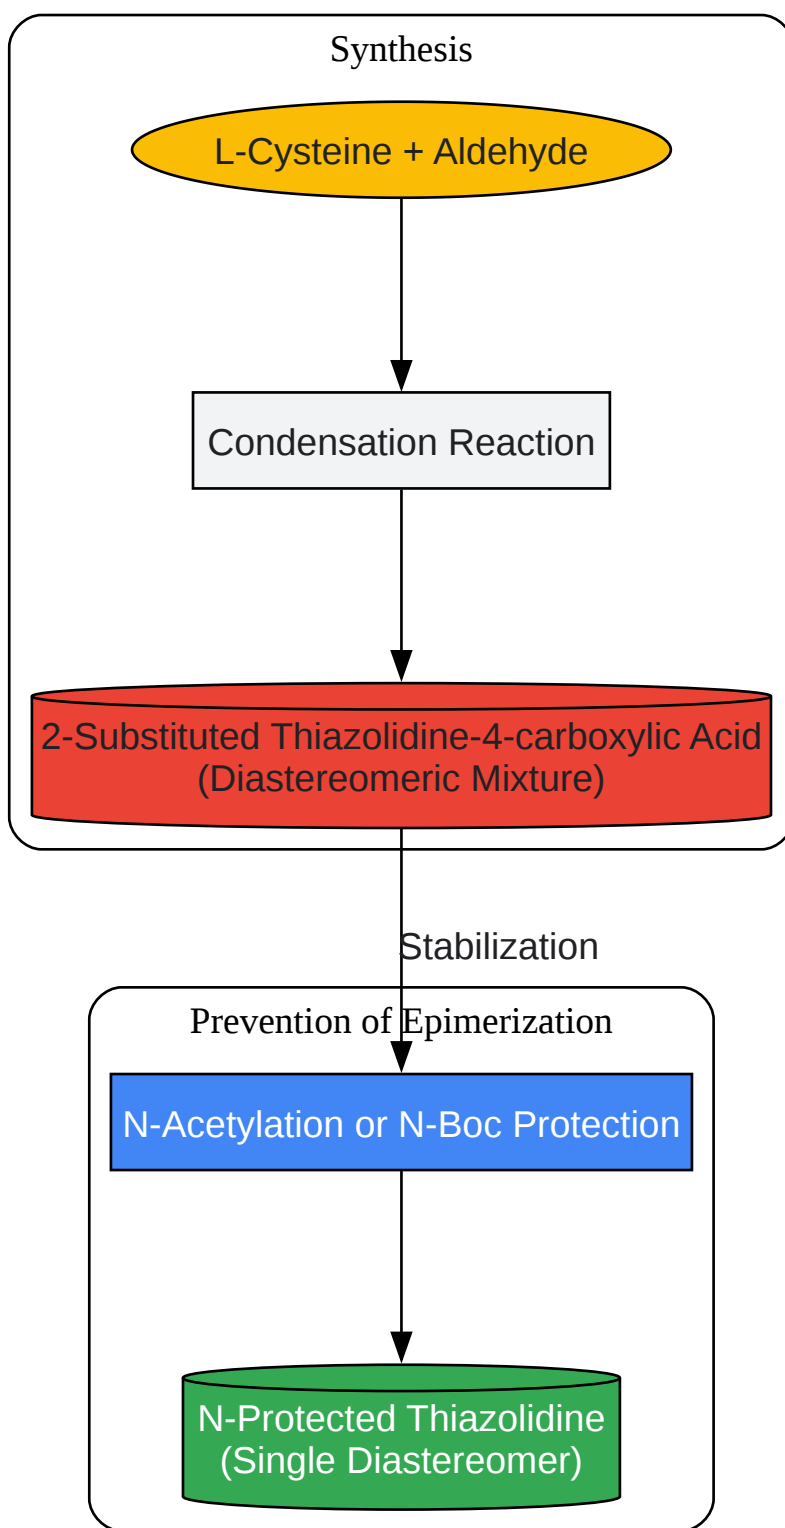 Synthesis
L-Cysteine + Aldehyde
Condensation Reaction
2-Substituted Thiazolidine-4-carboxylic Acid
(Diastereomeric Mixture)
Stabilization
Prevention of Epimerization
N-Acetylation or N-Boc Protection
N-Protected Thiazolidine
(Single Diastereomer)